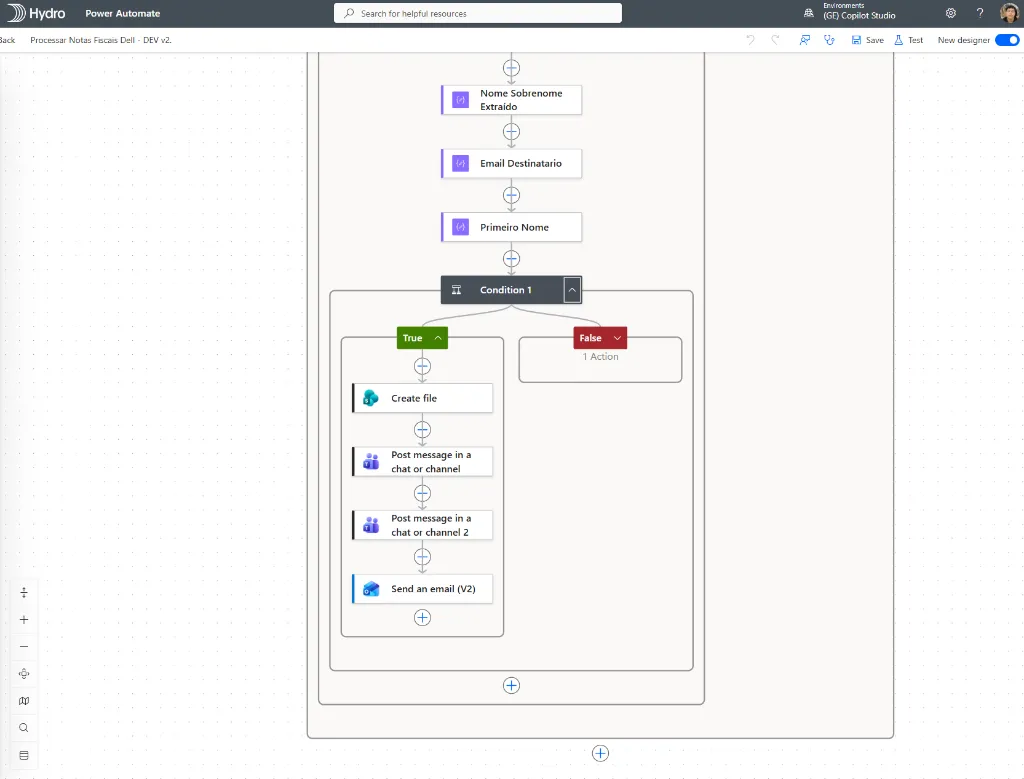 Hydro
Power Automate
Search for helpful resources
Environments
(GE) Copilot Studio
Back
Processar Notas Fiscais Dell - DEV v2.
Save
Test
New designer
Nome Sobrenome
Extraído
Email Destinatario
Primeiro Nome
Condition 1
True
False
1 Action
Create file
Post message in a
chat or channel
Post message in a
chat or channel 2
Send an email (V2)